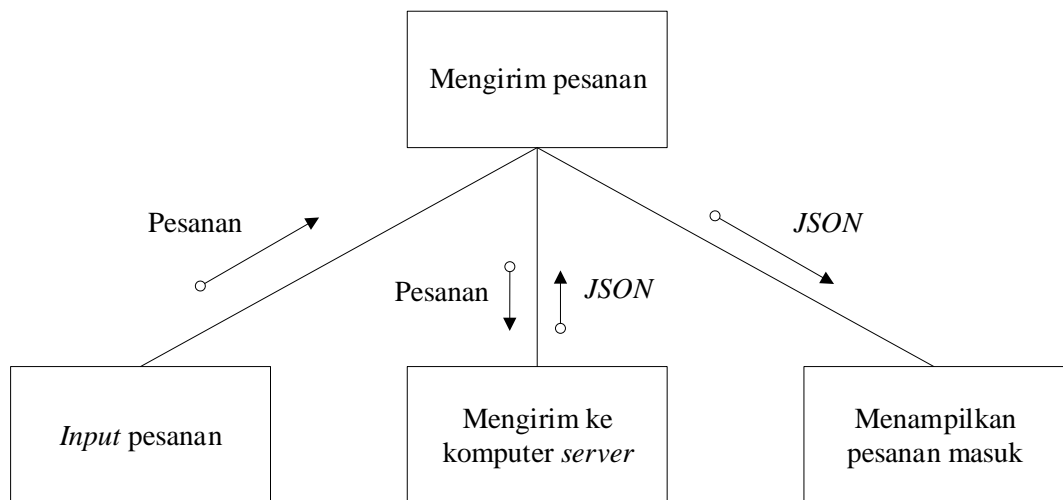 Mengirim pesanan
Pesanan
JSON
Pesanan
JSON
Input pesanan
Mengirim ke
komputer server
Menampilkan
pesanan masuk